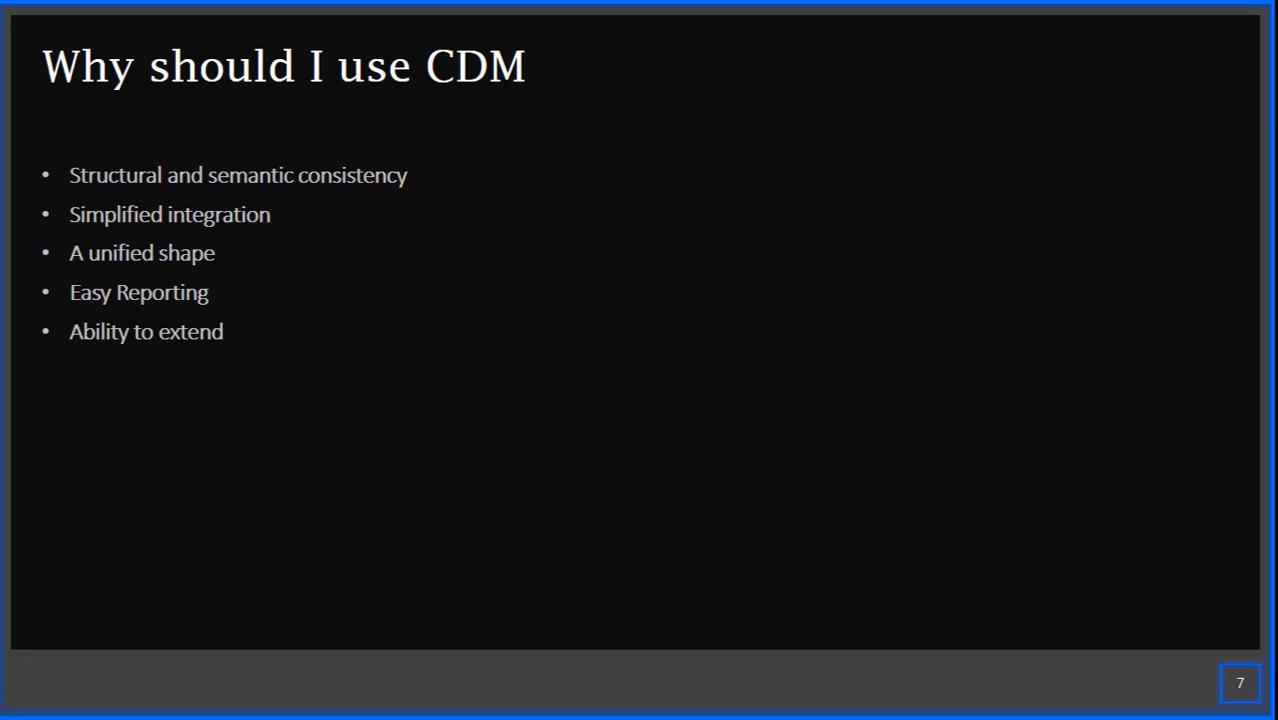 Why should I use CDM
• Structural and semantic consistency
• Simplified integration
• A unified shape
• Easy Reporting
• Ability to extend
7